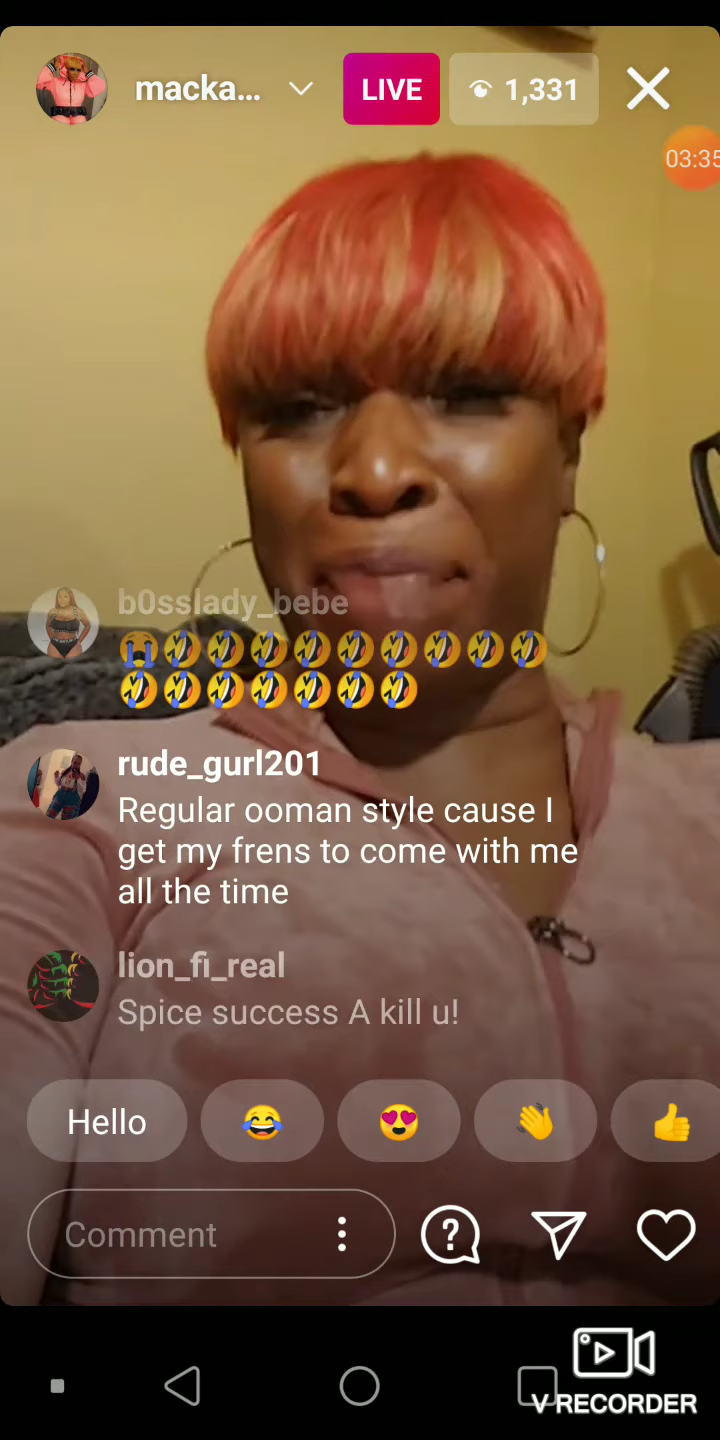 macka...
LIVE
1,331
03:35
b0sslady_bebe
😭🤣🤣🤣🤣🤣🤣🤣🤣🤣
🤣🤣🤣🤣🤣🤣🤣
rude_gurl201
Regular ooman style cause I
get my frens to come with me
all the time
lion_fi_real
Spice success A kill u!
Hello 😂 😍 👋 👍
Comment
V RECORDER